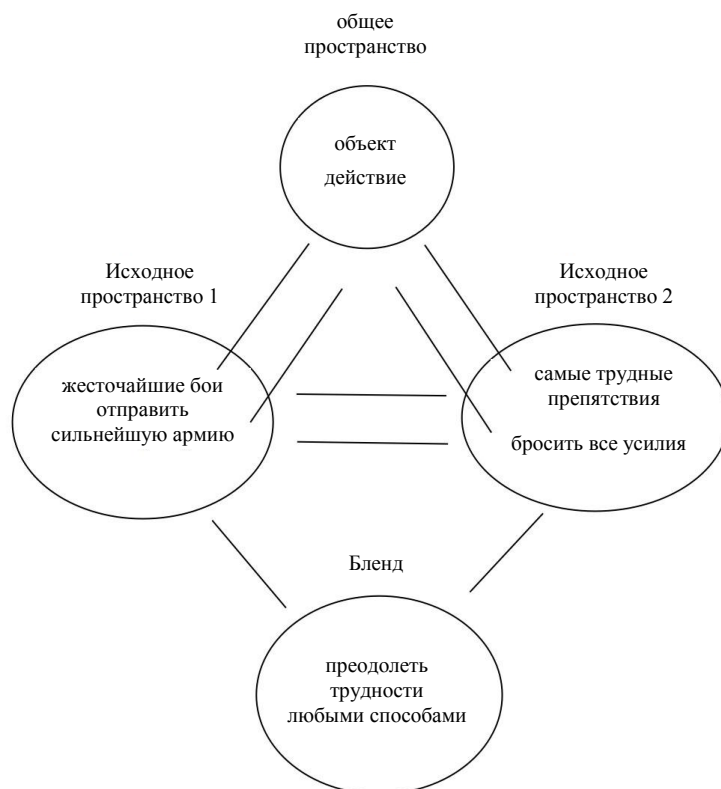 общее
пространство
объект
действие
Исходное
пространство 1
Исходное
пространство 2
жесточайшие бои
отправить
сильнейшую армию
самые трудные
препятствия
бросить все усилия
Бленд
преодолеть
трудности
любыми способами